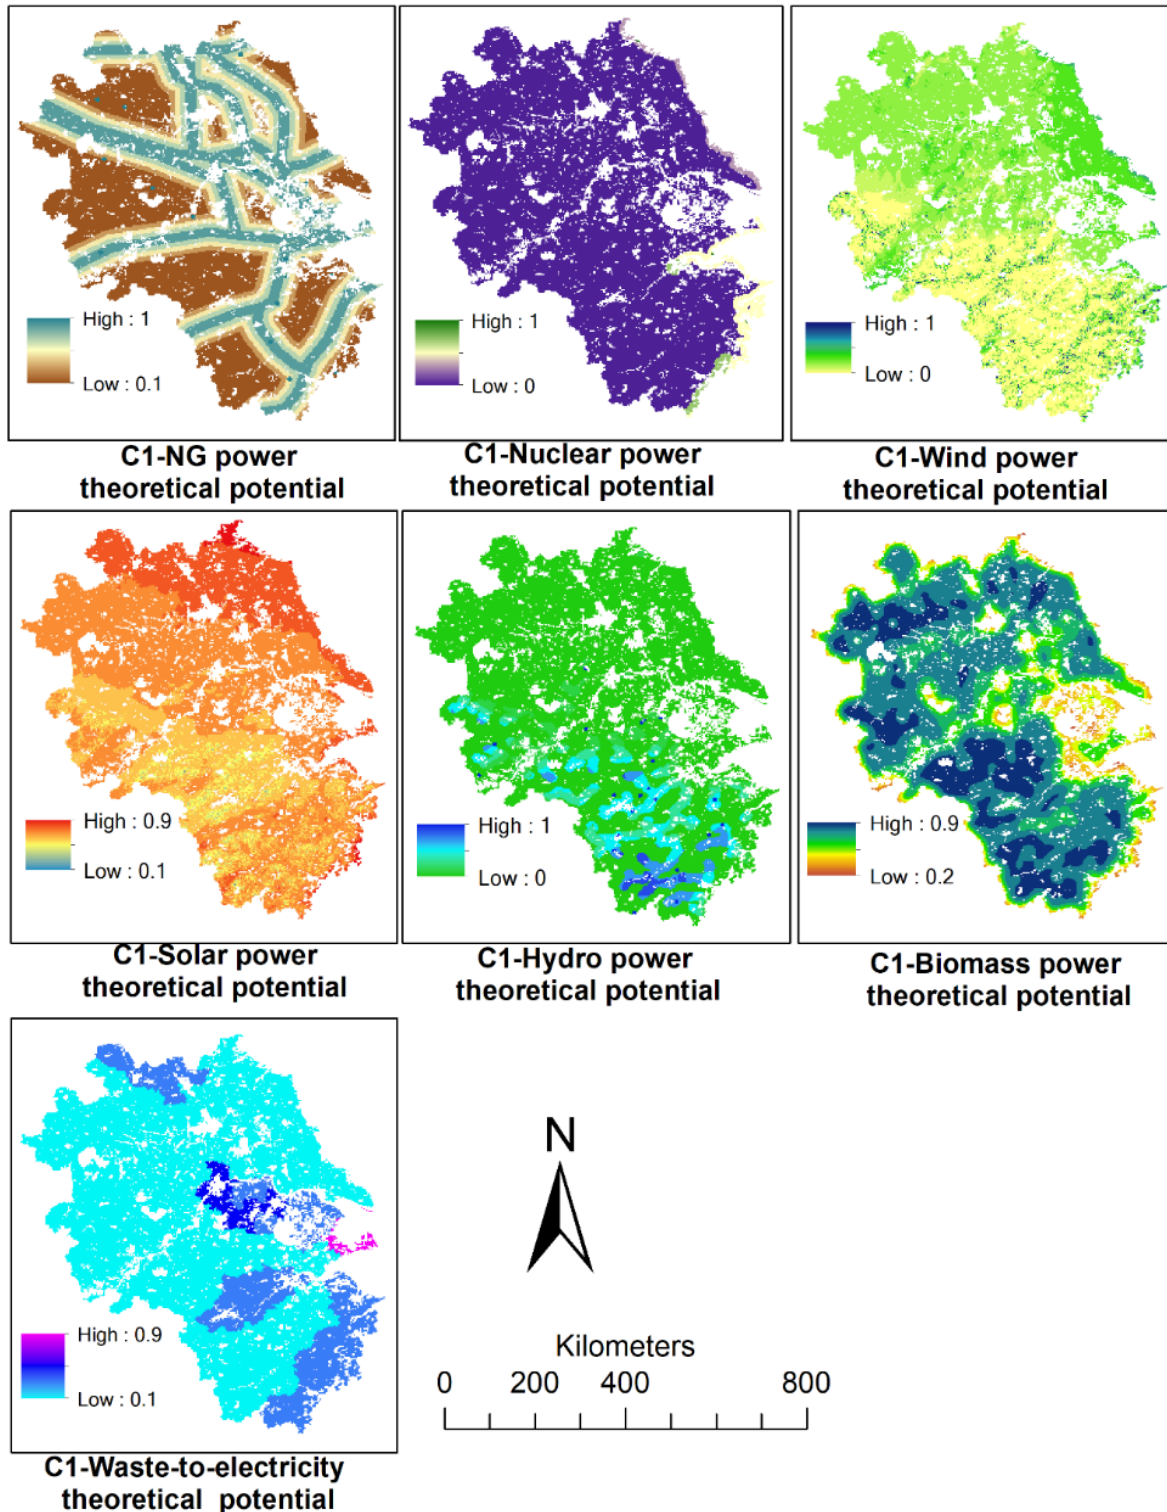 High : 1
Low : 0.1
C1-NG power
theoretical potential
High : 1
Low : 0
C1-Nuclear power
theoretical potential
High : 1
Low : 0
C1-Wind power
theoretical potential
High : 0.9
Low : 0.1
C1-Solar power
theoretical potential
High : 1
Low : 0
C1-Hydro power
theoretical potential
High : 0.9
Low : 0.2
C1-Biomass power
theoretical potential
High : 0.9
Low : 0.1
C1-Waste-to-electricity
theoretical potential
N
Kilometers
0 200 400 800